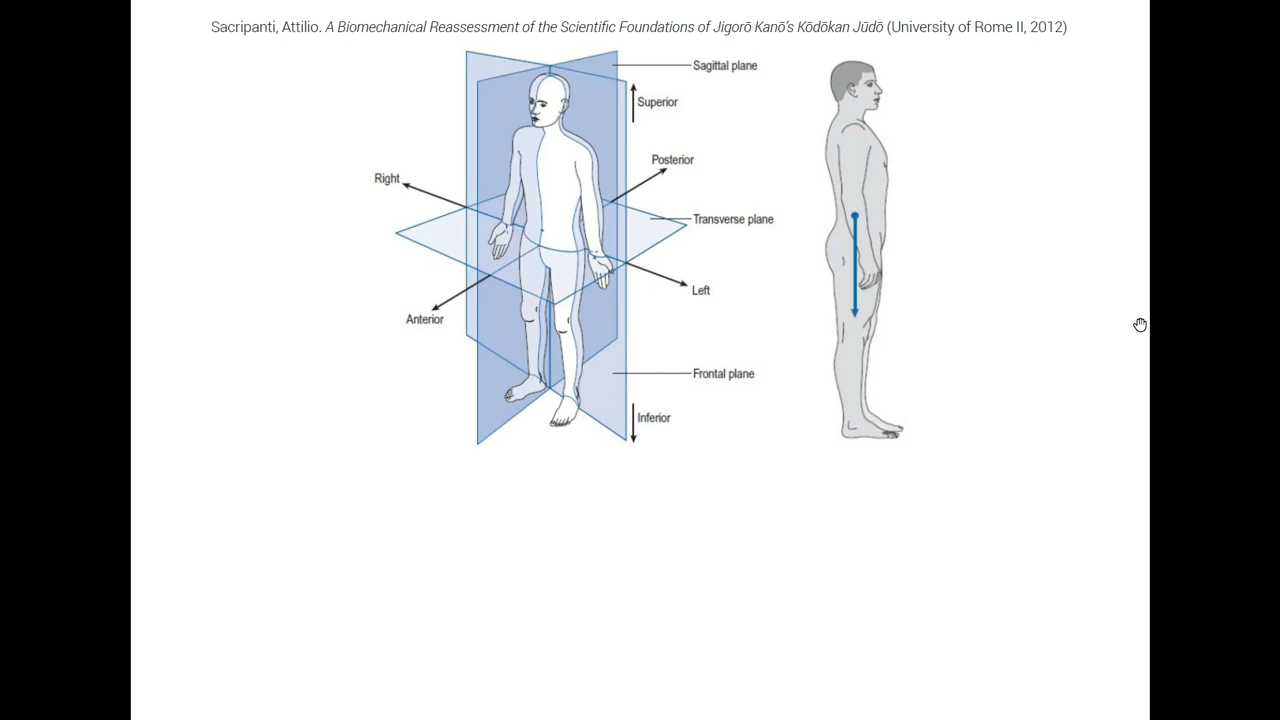 Sacripanti, Attilio. A Biomechanical Reassessment of the Scientific Foundations of Jigorō Kanō's Kōdōkan Jūdō (University of Rome II, 2012)
Sagittal plane
Superior
Posterior
Right
Transverse plane
Left
Anterior
Frontal plane
Inferior